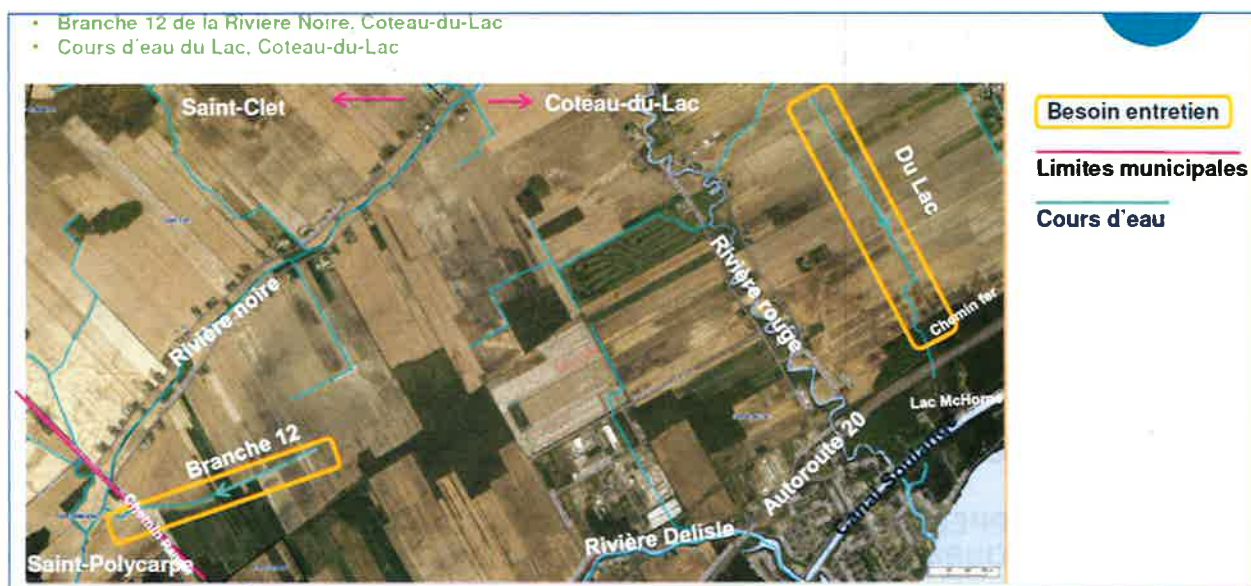 • Branche 12 de la Rivière Noire, Coteau-du-Lac
• Cours d'eau du Lac, Coteau-du-Lac
Saint-Clet
Coteau-du-Lac
Besoin entretien
Limites municipales
Cours d'eau
Du Lac
Rivière rouge
Rivière noire
Chemin fer
Lac McHorne
Branche 12
Autoroute 20
Canal Soulange
Rivière Delisle
Saint-Polycarpe
Chemin